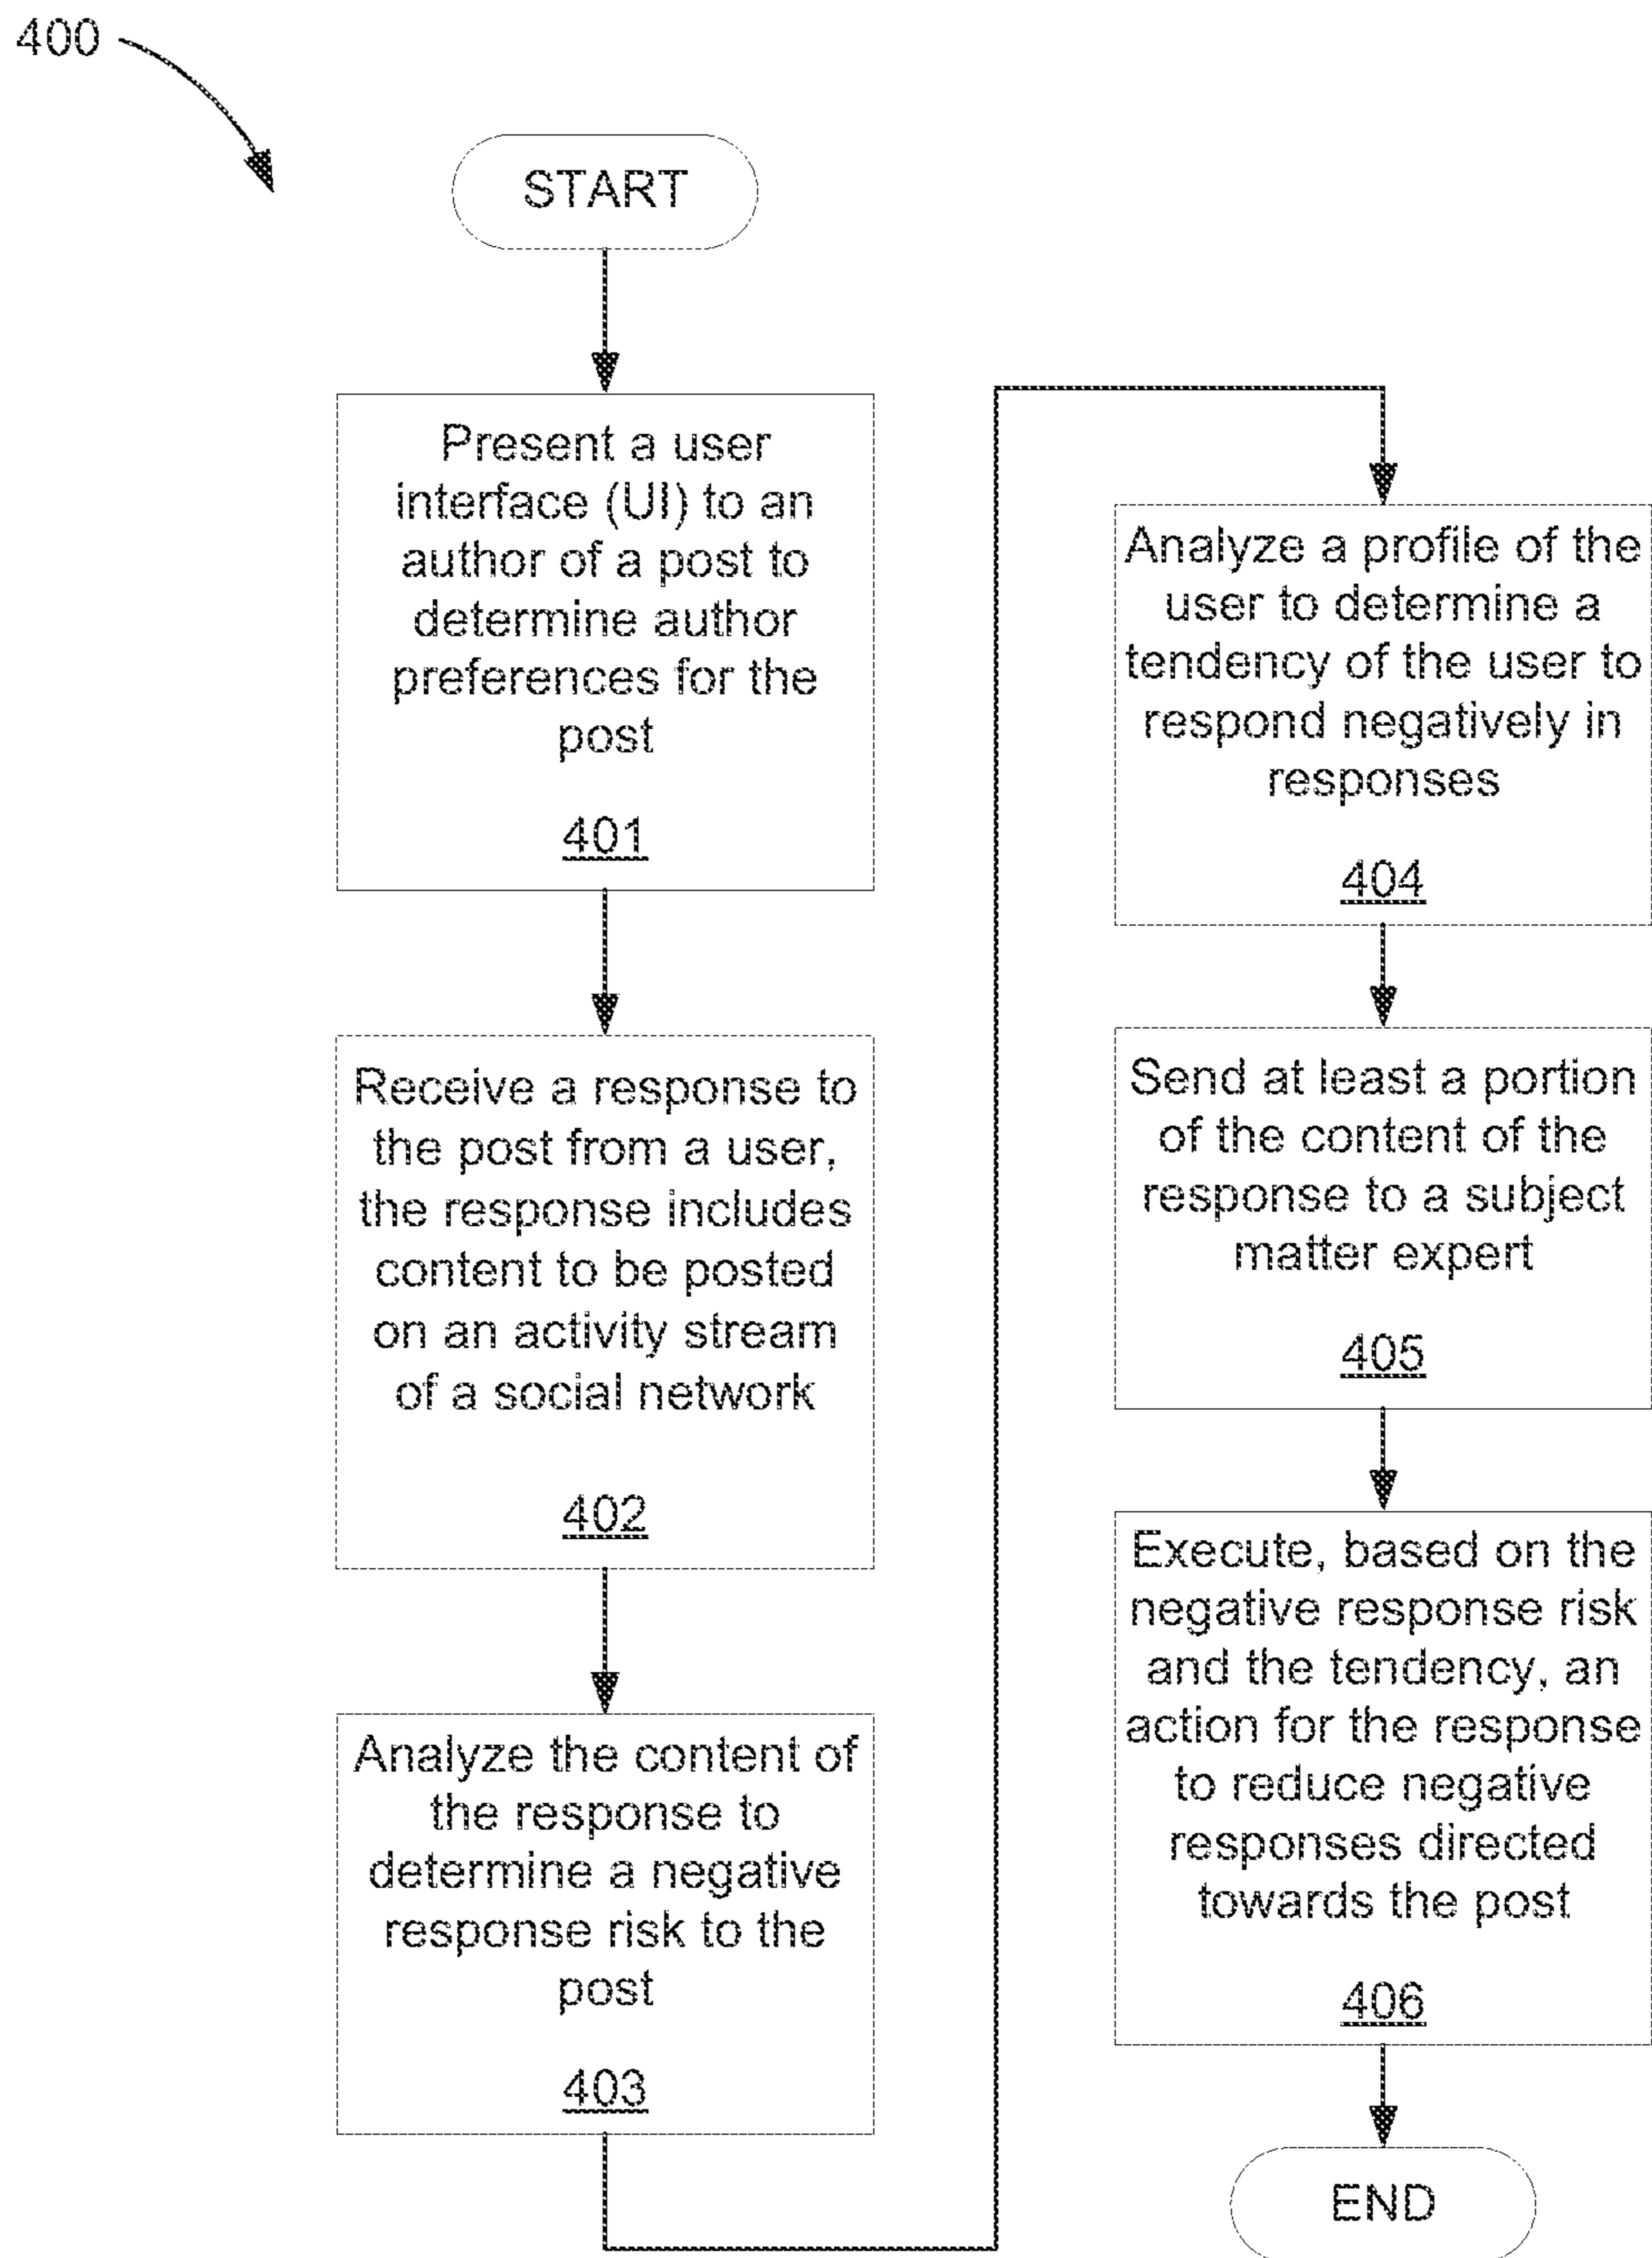 400
START
Present a user
interface (UI) to an
author of a post to
determine author
preferences for the
post
401
Receive a response to
the post from a user,
the response includes
content to be posted
on an activity stream
of a social network
402
Analyze the content of
the response to
determine a negative
response risk to the
post
403
Analyze a profile of the
user to determine a
tendency of the user to
respond negatively in
responses
404
Send at least a portion
of the content of the
response to a subject
matter expert
405
Execute, based on the
negative response risk
and the tendency, an
action for the response
to reduce negative
responses directed
towards the post
406
END